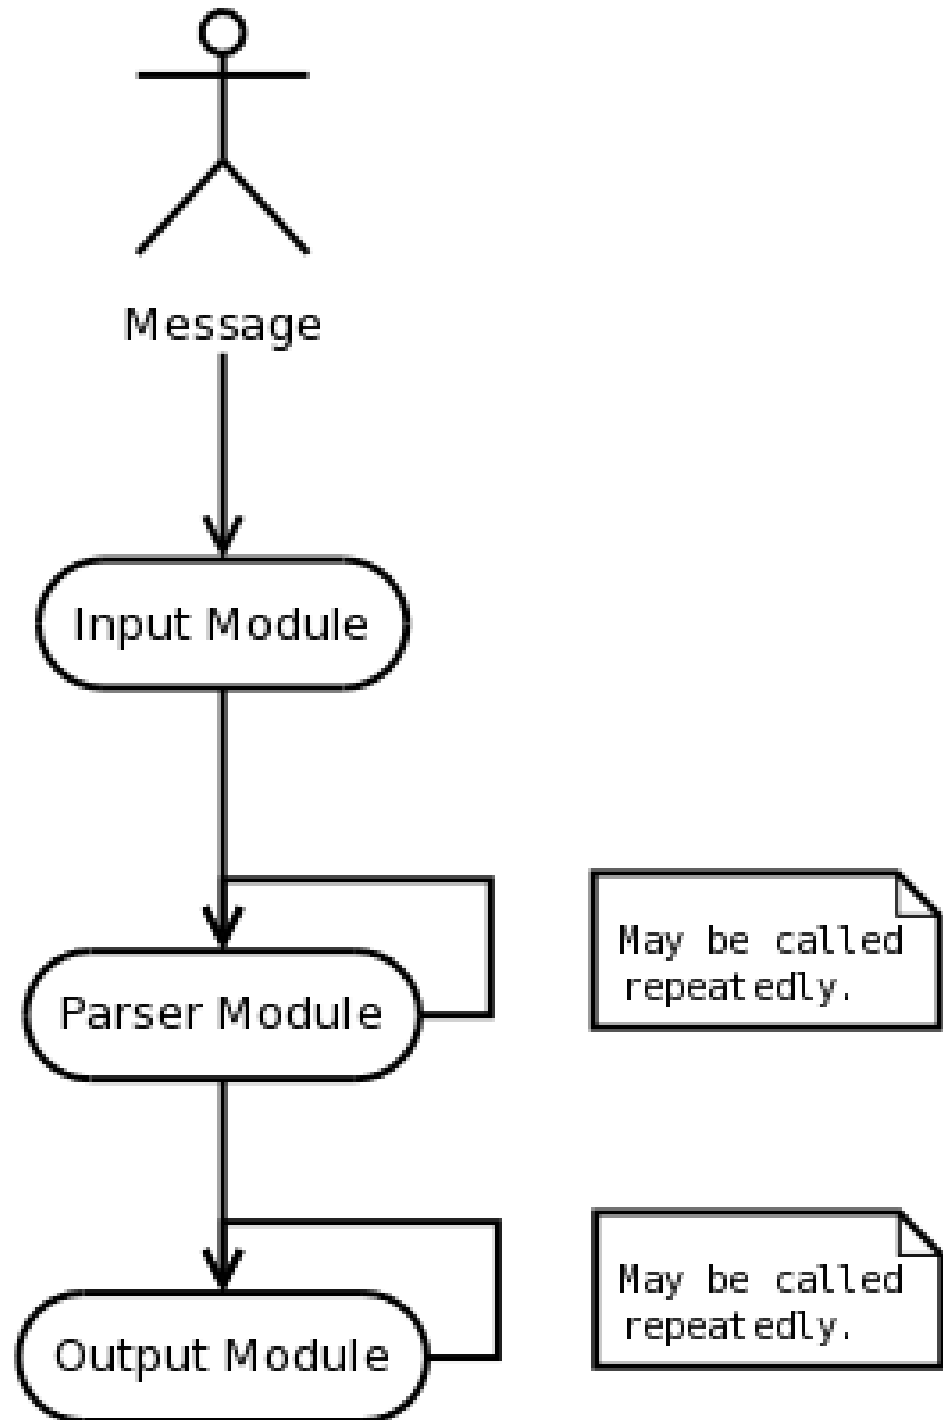 Message
Input Module
Parser Module
May be called
repeatedly.
Output Module
May be called
repeatedly.